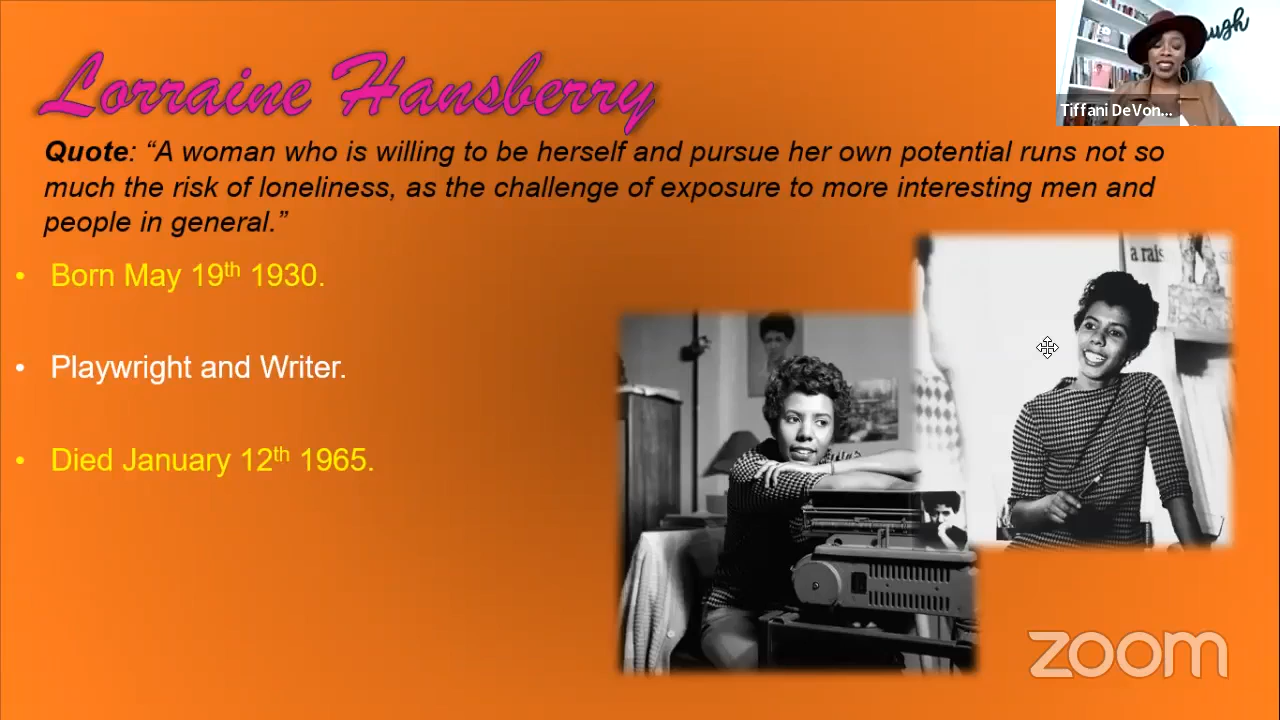 Lorraine Hansberry
Quote: “A woman who is willing to be herself and pursue her own potential runs not so
much the risk of loneliness, as the challenge of exposure to more interesting men and
people in general.”
• Born May 19th 1930.
• Playwright and Writer.
• Died January 12th 1965.
ugh
Tiffani DeVon...
a rais
zoom